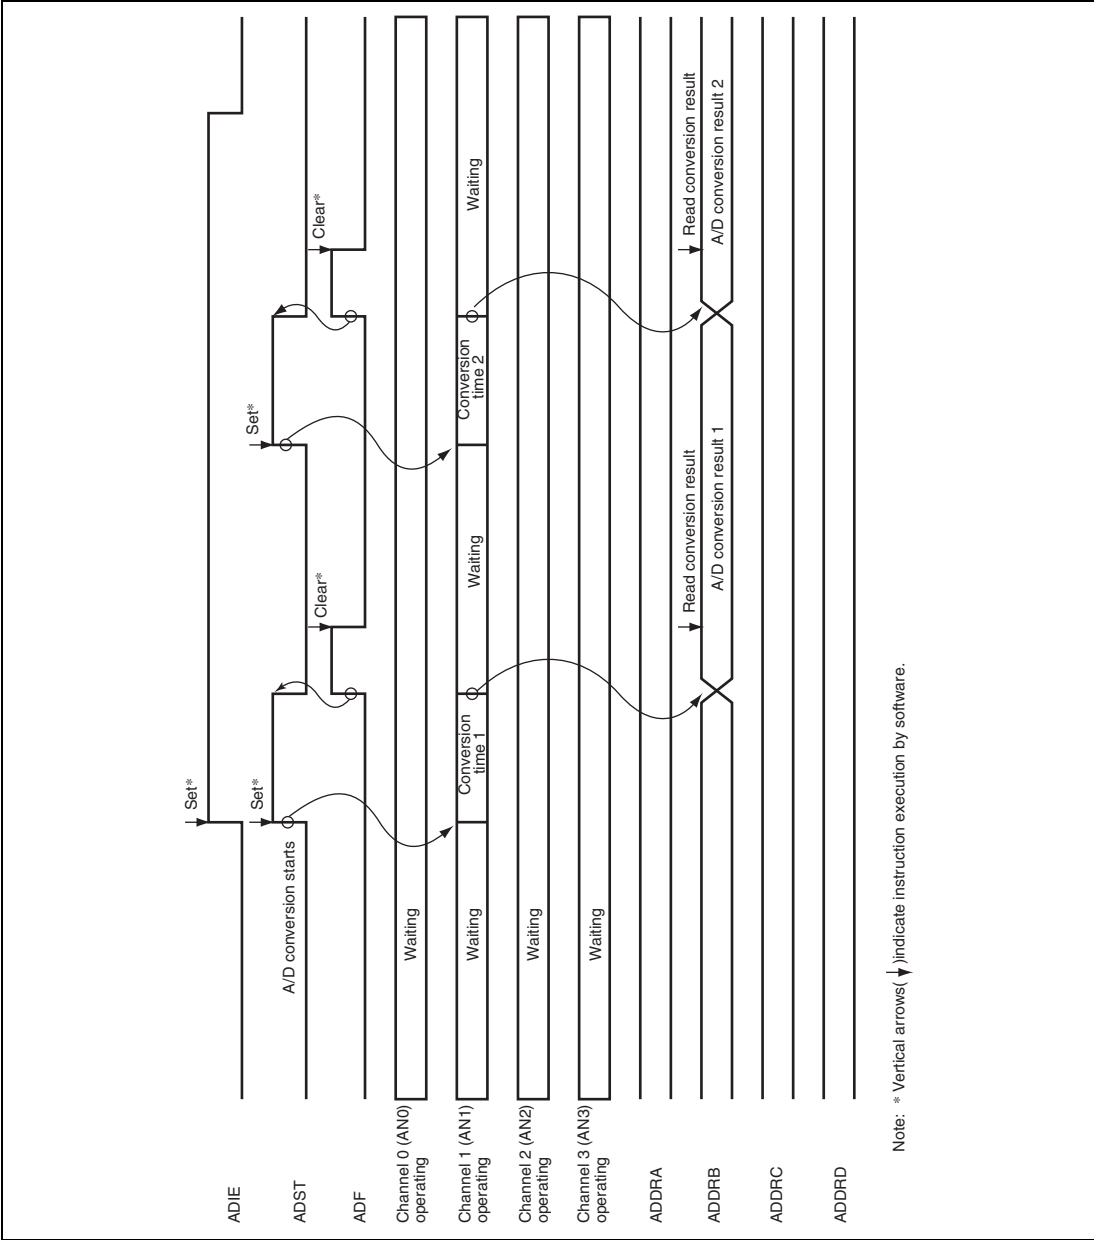 ADIE
Set*
ADST
A/D conversion starts
Set*
Set*
ADF
Clear*
Clear*
Channel 0 (AN0)
operating
Waiting
Channel 1 (AN1)
operating
Waiting
Conversion
time 1
Waiting
Conversion
time 2
Waiting
Channel 2 (AN2)
operating
Waiting
Channel 3 (AN3)
operating
Waiting
ADDRA
Read conversion result
Read conversion result
ADDRB
A/D conversion result 1
A/D conversion result 2
ADDRC
ADDRD
Note: * Vertical arrows(↓)indicate instruction execution by software.